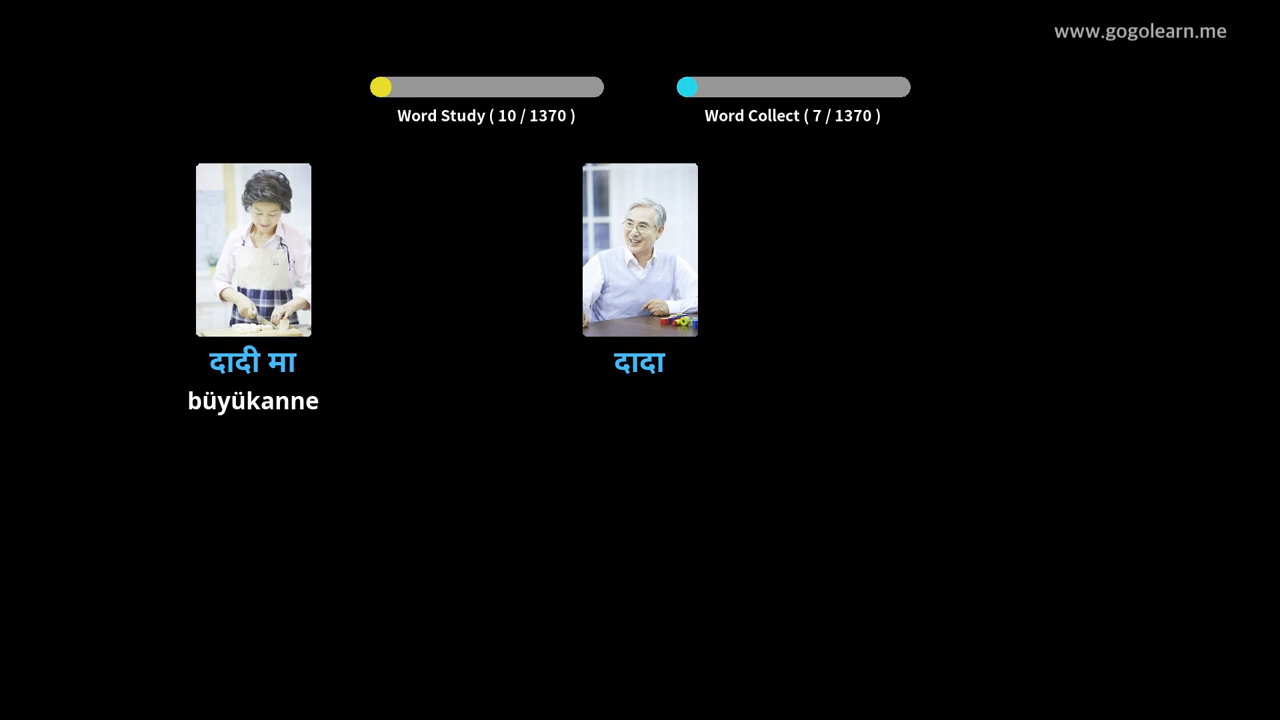 www.gogolearn.me
Word Study ( 10 / 1370 )
Word Collect ( 7 / 1370 )
दादी मा
दादा
büyükanne